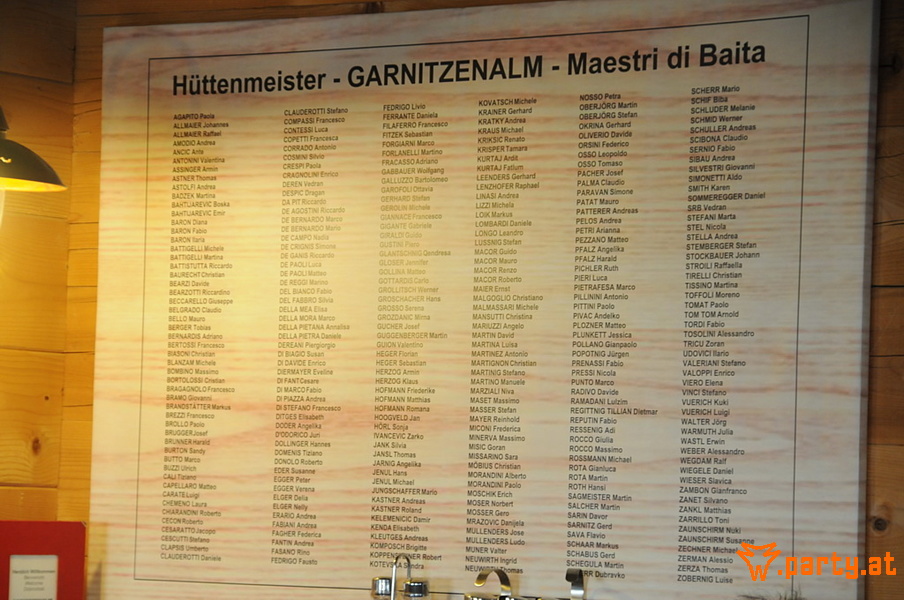 Hüttenmeister - GARNITZENALM - Maestri di Baita
AGAPITO Paola
ALLMAIER Johannes
ALLMAIER Raffael
AMODIO Andrea
ANCIC Ante
ANTONINI Valentina
ASSINGER Armin
ASTNER Thomas
ASTOLFI Andrea
BADZEK Martina
BAHTIJAREVIC Boska
BAHTIJAREVIC Emir
BARON Diana
BARON Fabio
BARON Ilaria
BATTIGELLI Michele
BATTIGELLI Martina
BATTISTUTTA Riccardo
BAURECHT Christian
BEARZI Davide
BEARZOTTI Riccardino
BECCARELLO Giuseppe
BELGRADO Claudio
BELLO Mauro
BERGER Tobias
BERNARDIS Adriano
BERTOSSI Francesco
BIASONI Christian
BLANZAM Michele
BOMBINO Massimo
BORTOLOSSI Cristian
BRAGAGNOLO Francesco
BRAMO Giovanni
BRANDSTÄTTER Markus
BREZZI Francesco
BROLLO Paolo
BRUGGER Josef
BRUNNER Harald
BURTON Sandy
BUTTO Marco
BUZZI Ulrich
CALI Tiziano
CAPELLARO Matteo
CARATE Luigi
CHEMENO Laura
CHIARANDONI Roberto
CECON Roberto
CESARATTO Jacopo
CESCUTTI Stefano
CLAPSIS Umberto
CLAUDEROTTI Daniele
CLAUDEROTTI Stefano
COMPASSI Francesco
CONTESSI Luca
COPETTI Francesca
CORRADO Antonio
COSMINI Silvio
CRESPI Paola
CRAGNOLINI Enrico
DEREN Vedran
DESPIC Dragan
DA PIT Riccardo
DE AGOSTINI Riccardo
DE BERNARDO Marco
DE BERNARDO Mario
DE CAMPO Nadia
DE CRIGNIS Simone
DE GANIS Riccardo
DE PAOLI Luca
DE PAOLI Matteo
DE REGGI Marino
DEL BIANCO Fabio
DEL FABBRO Silvia
DELLA MEA Elisa
DELLA MORA Marco
DELLA PIETANA Annalisa
DELLA PIETRA Daniele
DEREANI Piergiorgio
DI BIAGIO Susan
DI DAVIDE Enrico
DIERMAYER Eveline
DI FANT Cesare
DI MARCO Fabio
DI PIAZZA Andrea
DI STEFANO Francesco
DITGES Elisabeth
DODER Angelika
D'ODORICO Juri
DOLLINGER Hannes
DOMENIS Tiziano
DONOLO Roberto
EDER Susanne
EGGER Peter
EGGER Verena
ELGER Delia
ELGER Nelly
ERARIO Andrea
FABIANI Andrea
FAGHER Federica
FANTIN Andrea
FASANO Rino
FEDRIGO Fausto
FEDRIGO Livio
FERRANTE Daniela
FILAFERRO Francesco
FITZEK Sebastian
FORGIARNI Marco
FORLANELLI Martino
FRACASSO Adriano
GABBAUER Wolfgang
GALLUZZO Bartolomeo
GAROFOLI Ottavia
GERHARD Stefan
GEROLIN Michele
GIANNACE Francesco
GIGANTE Gabriele
GIRALDI Guido
GUSTINI Piero
GLANTSCHNIG Qendress
GLOSER Jennifer
GOLLINA Matteo
GOTTARDIS Carlo
GROLLITSCH Werner
GROSCHACHER Hans
GROSSO Serena
GROZDANIC Mirna
GUCHER Josef
GUGGENBERGER Martin
GUION Valentino
HEGER Florian
HEGER Sebastian
HERZOG Armin
HERZOG Klaus
HOFMANN Friederike
HOFMANN Matthias
HOFMANN Romana
HOOGVELD Jan
HÖRL Sonja
IVANCEVIC Zarko
JANK Silvia
JANSL Thomas
JARNIG Angelika
JENUL Hans
JENUL Michael
JUNGSCHAFFER Mario
KASTNER Andreas
KASTNER Roland
KELEMENICIC Damir
KENDA Elisabeth
KLEUTGES Andreas
KOMPOSCH Brigitte
Robert
KOTEVSKA Sandra
KOVATSCH Michele
KRAINER Gerhard
KRATKY Andrea
KRAUS Michael
KRIKSIC Renato
KRISPER Tamara
KURTAJ Ardit
KURTAJ Fatlum
LEENDERS Gerhard
LENZHOFER Raphael
LINASI Andrea
LIZZI Michela
LOIK Markus
LOMBARDI Daniele
LONGO Leandro
LUSSNIG Stefan
MACOR Guido
MACOR Mauro
MACOR Renzo
MACOR Roberto
MAIER Ernst
MALGOGLIO Christiano
MALMASSARI Michele
MANSUTTI Christina
MARIUZZI Angelo
MARTIN David
MARTINA Luisa
MARTINEZ Antonio
MARTIGNON Christian
MARTINIG Stefano
MARTINO Manuele
MARZIALI Niva
MASET Massimo
MASSER Stefan
MAYER Reinhold
MICONI Federica
MINERVA Massimo
MISIC Goran
MISSARINO Sara
MÖBIUS Christian
MORANDINI Alberto
MORANDINI Paolo
MOSCHK Erich
MOSER Norbert
MOSSER Gero
MRAZOVIC Danijela
MULLENDERS Jose
MULLENDERS Ludo
MUNER Valter
NEUWIRTH Ingrid
NEUWIRTH Thomas
NOSSO Petra
OBERJÖRG Martin
OBERJÖRG Stefan
OKRINA Gerhard
OLIVERIO Davide
ORSINI Federico
OSSO Leopoldo
OSSO Tomaso
PACHER Josef
PALMA Claudio
PARAVAN Simone
PATAT Mauro
PATTERER Andreas
PELOS Andrea
PETRI Arianna
PEZZANO Matteo
PFALZ Angelika
PFALZ Harald
PICHLER Ruth
PIERI Luca
PIETRAFESA Marco
PILLININI Antonio
PITTINI Paolo
PIVAC Andelko
PLOZNER Matteo
PLUNKETT Jessica
POLLANO Gianpaolo
POPOTNIG Jürgen
PRENASSI Fabio
PRESSI Nicola
PUNTO Marco
RADIVO Davide
RAMADANI Lulzim
REGITTNIG TILLIAN Dietmar
REPUTIN Fabio
RESSENIG Adi
ROCCO Giulia
ROCCO Massimo
ROSSMANN Michael
ROTA Gianluca
ROTA Martin
ROTH Hansi
SAGMEISTER Martin
SALCHER Martin
SARIN Davor
SARNITZ Gerd
SAVA Flavio
SCHAAR Markus
SCHABUS Gerd
SCHEGULA Martin
Dubravko
SCHERR Mario
SCHIF Biba
SCHLUDER Melanie
SCHMID Werner
SCHULLER Andreas
SCIBONA Claudio
SERNIO Fabio
SIBAU Andrea
SILVESTRI Giovanni
SIMONETTI Aldo
SMITH Karen
SOMMEREGGER Daniel
SRB Vedran
STEFANI Marta
STEL Nicola
STELLA Andrea
STEMBERGER Stefan
STOCKBAUER Johann
STROILI Raffaella
TIRELLI Christian
TISSINO Martina
TOFFOLI Moreno
TOMAT Paolo
TOM TOM Arnold
TORDI Fabio
TOSOLINI Alessandro
TRICU Zoran
UDOVICI Ilario
VALERIANI Stefano
VALOPPI Enrico
VIERO Elena
VINCI Stefano
VUERICH Kuki
VUERICH Luigi
WALTER Jörg
WARMUTH Julia
WASTL Erwin
WEBER Alessandro
WEGDAM Ralf
WIEGELE Daniel
WIESER Slavica
ZAMBON Gianfranco
ZANET Silvano
ZANKL Matthias
ZARRILLO Toni
ZAUNSCHIRM Nuki
ZAUNSCHIRM Susanne
ZECHNER Michael
ZERMAN Alessio
ZERZA Thomas
ZOBERNIG Luise
w.party.at